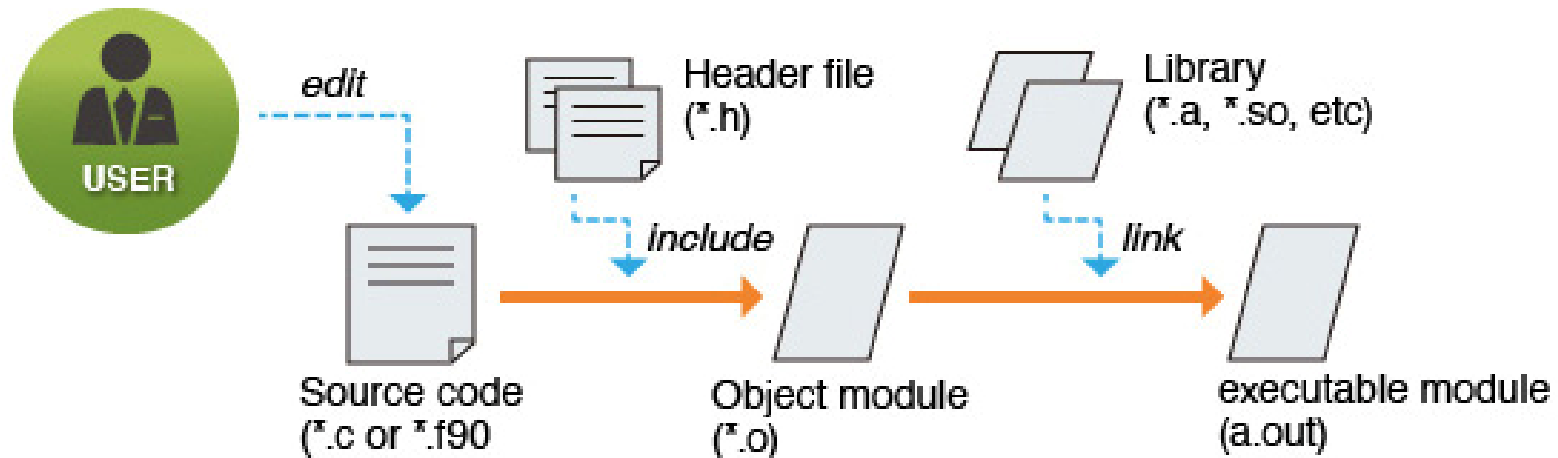 USER
edit
Header file
(*.h)
Library
(*.a, *.so, etc)
include
link
Source code
(*.c or *.f90
Object module
(*.o)
executable module
(a.out)